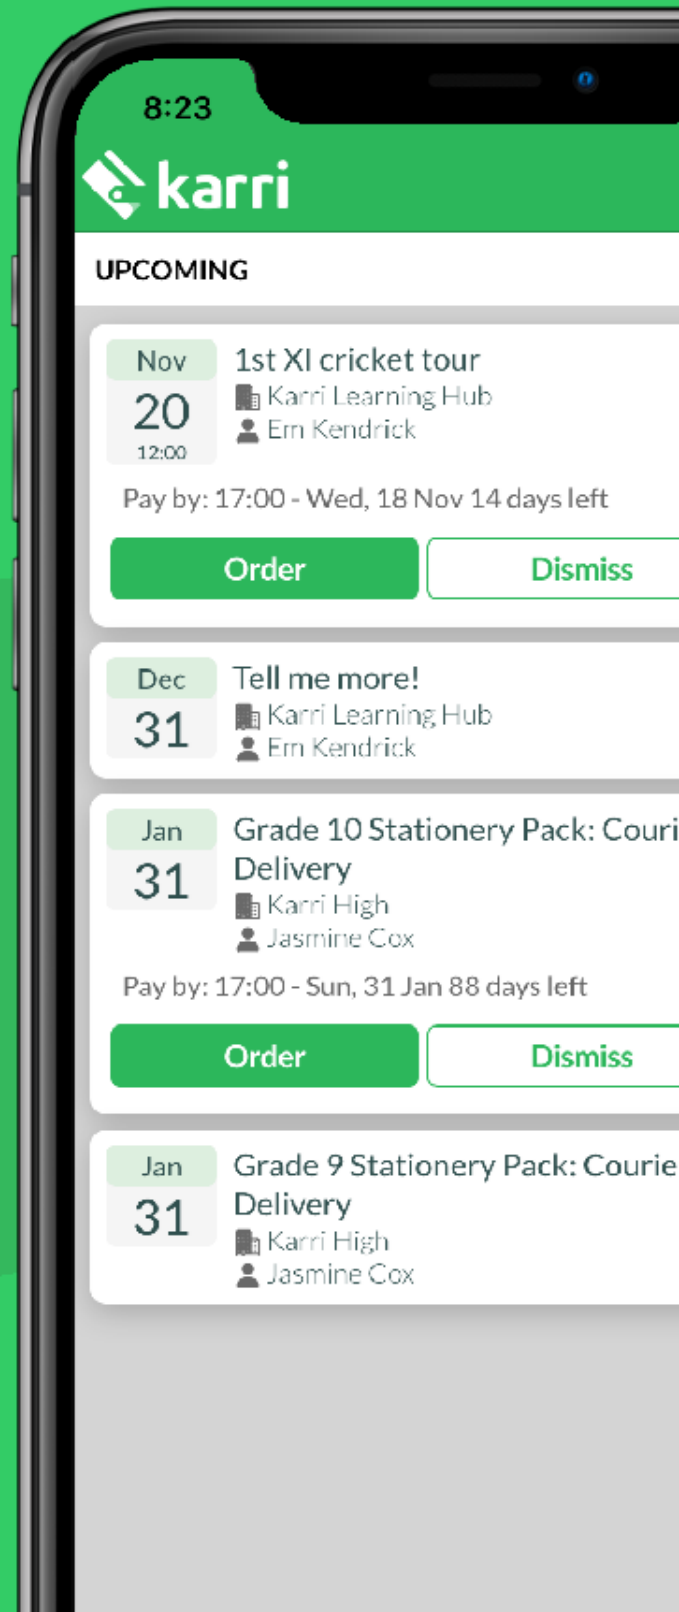 8:23
karri
UPCOMING
Nov
20
12:00
1st XI cricket tour
Karri Learning Hub
Em Kendrick
Pay by: 17:00 - Wed, 18 Nov 14 days left
Order
Dismiss
Dec
31
Tell me more!
Karri Learning Hub
Em Kendrick
Jan
31
Grade 10 Stationery Pack: Couri
Delivery
Karri High
Jasmine Cox
Pay by: 17:00 - Sun, 31 Jan 88 days left
Order
Dismiss
Jan
31
Grade 9 Stationery Pack: Courie
Delivery
Karri High
Jasmine Cox